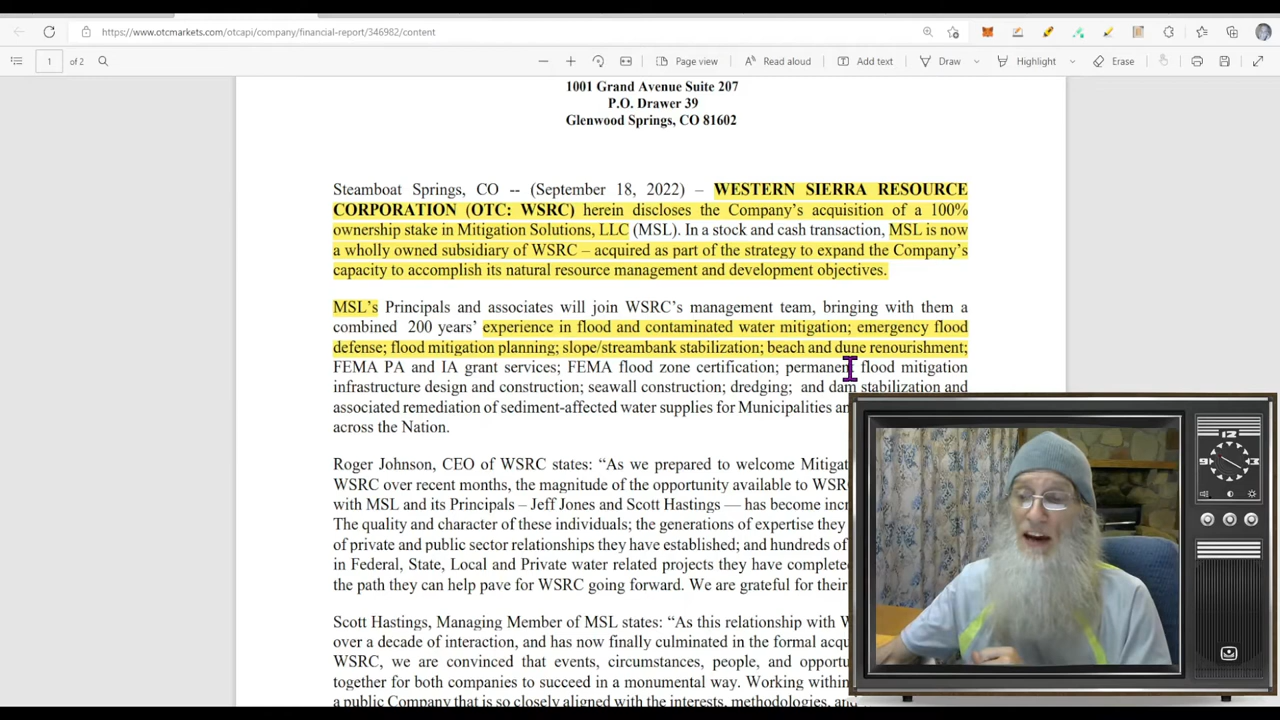 https://www.otcmarkets.com/otcapi/company/financial-report/346982/content
1 of 2
Page view
Read aloud
Add text
Draw
Highlight
Erase
1001 Grand Avenue Suite 207
P.O. Drawer 39
Glenwood Springs, CO 81602
Steamboat Springs, CO -- (September 18, 2022) – WESTERN SIERRA RESOURCE
CORPORATION (OTC: WSRC) herein discloses the Company's acquisition of a 100%
ownership stake in Mitigation Solutions, LLC (MSL). In a stock and cash transaction, MSL is now
a wholly owned subsidiary of WSRC – acquired as part of the strategy to expand the Company's
capacity to accomplish its natural resource management and development objectives.
MSL's Principals and associates will join WSRC's management team, bringing with them a
combined 200 years' experience in flood and contaminated water mitigation; emergency flood
defense; flood mitigation planning; slope/streambank stabilization; beach and dune renourishment;
FEMA PA and IA grant services; FEMA flood zone certification; permanent flood mitigation
infrastructure design and construction; seawall construction; dredging; and dam stabilization and
associated remediation of sediment-affected water supplies for Municipalities
across the Nation.
Roger Johnson, CEO of WSRC states: “As we prepared to welcome
WSRC over recent months, the magnitude of the opportunity available to
with MSL and its Principals – Jeff Jones and Scott Hastings — has become
The quality and character of these individuals; the generations of expertise they
of private and public sector relationships they have established; and hundreds of
in Federal, State, Local and Private water related projects they have
the path they can help pave for WSRC going forward. We are grateful for their
Scott Hastings, Managing Member of MSL states: “As this relationship with
over a decade of interaction, and has now finally culminated in the formal
WSRC, we are convinced that events, circumstances, people, and
together for both companies to succeed in a monumental way. Working
a public Company that is so closely aligned with the interests, methodologies,
12
9
3